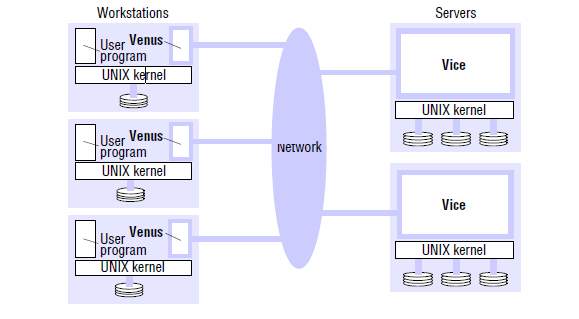 Workstations
Servers
User Venus
program
UNIX kernel
Vice
UNIX kernel
User Venus
program
UNIX kernel
Network
User Venus
program
UNIX kernel
Vice
UNIX kernel